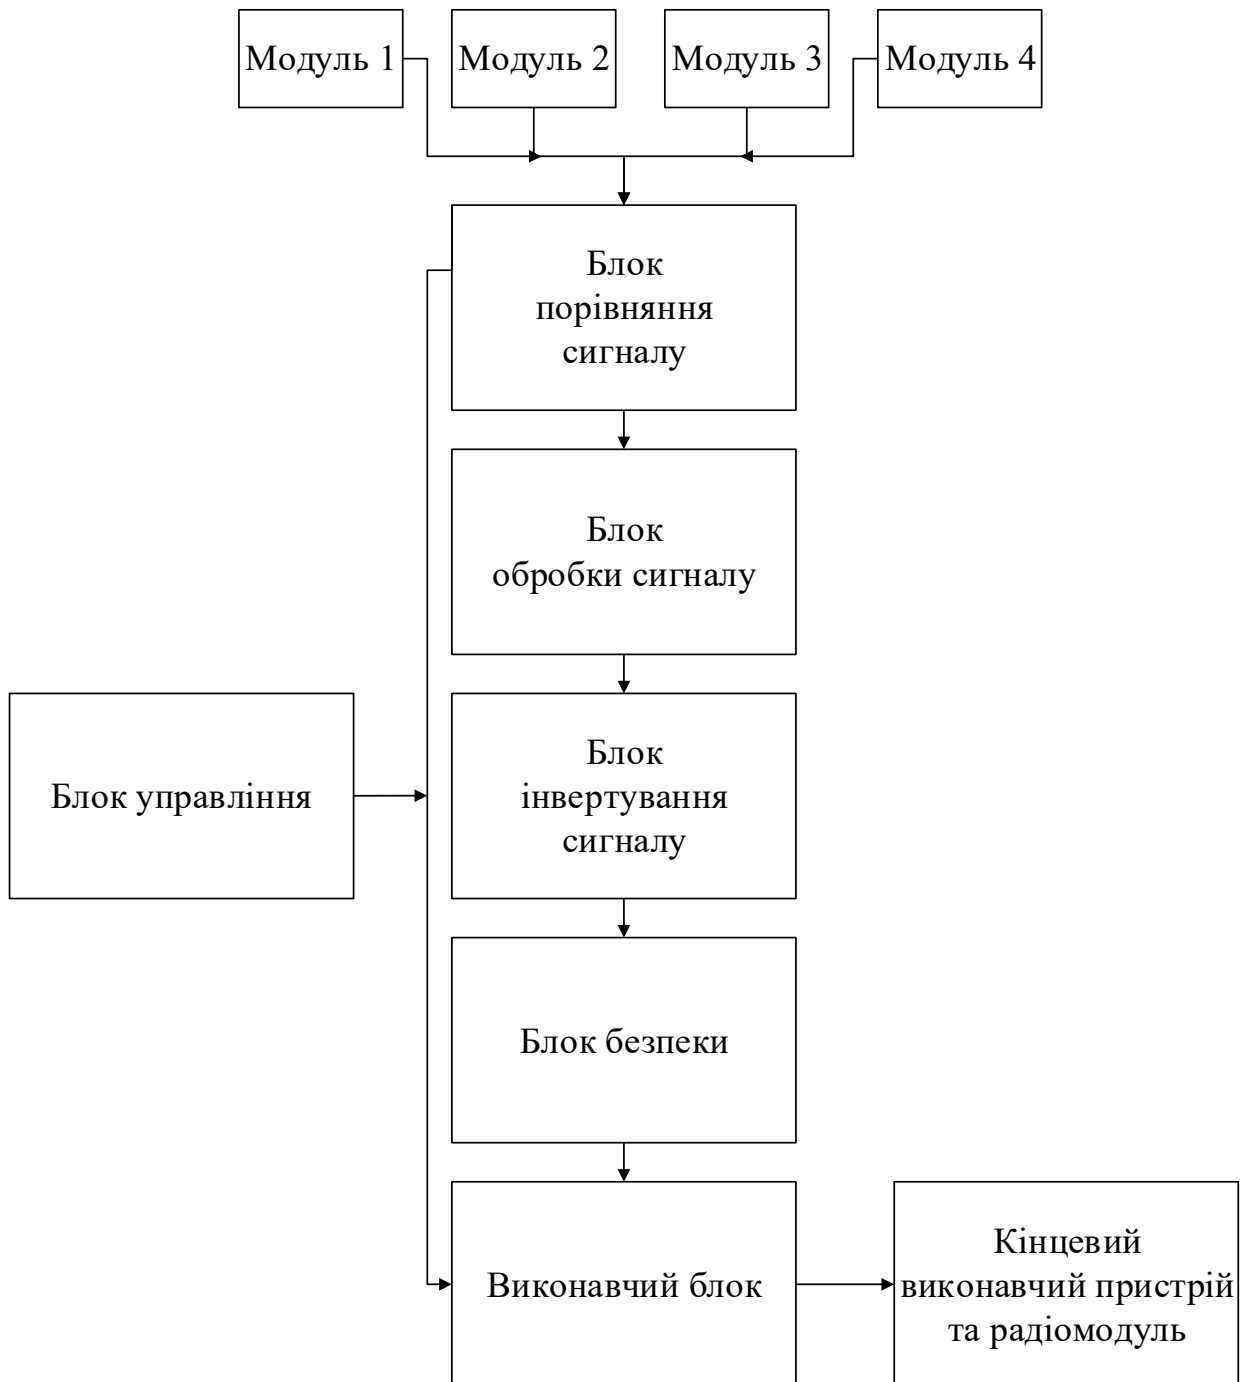 Модуль 1
Модуль 2
Модуль 3
Модуль 4
Блок
порівняння
сигналу
Блок
обробки сигналу
Блок управління
Блок
інвертування
сигналу
Блок безпеки
Виконавчий блок
Кінцевий
виконавчий пристрій
та радіомодуль